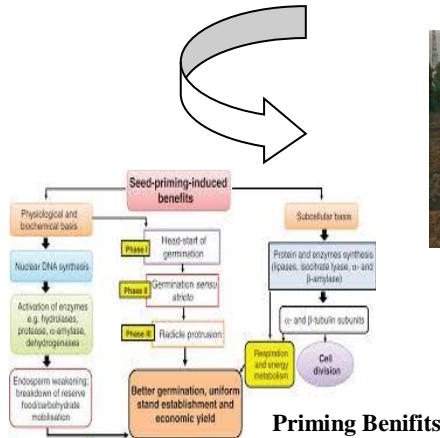 Seed-priming-induced
benefits
Physiological and
biochemical basis
Subcellular basis
Phase I
Head-start of
germination
Nuclear DNA synthesis
Protein and enzymes synthesis
(lipases, isocitrate lyase, α- and
β-amylase)
Phase II
Germination sensu
stricto
Activation of enzymes
e.g. hydrolases,
protease, α-amylase,
dehydrogenases
α- and β-tubulin subunits
Phase III
Radicle protrusion
Respiration
and energy
metabolism
Cell
division
Endosperm weakening;
breakdown of reserve
food/carbohydrate
mobilisation
Better germination, uniform
stand establishment and
economic yield
Priming Benifits